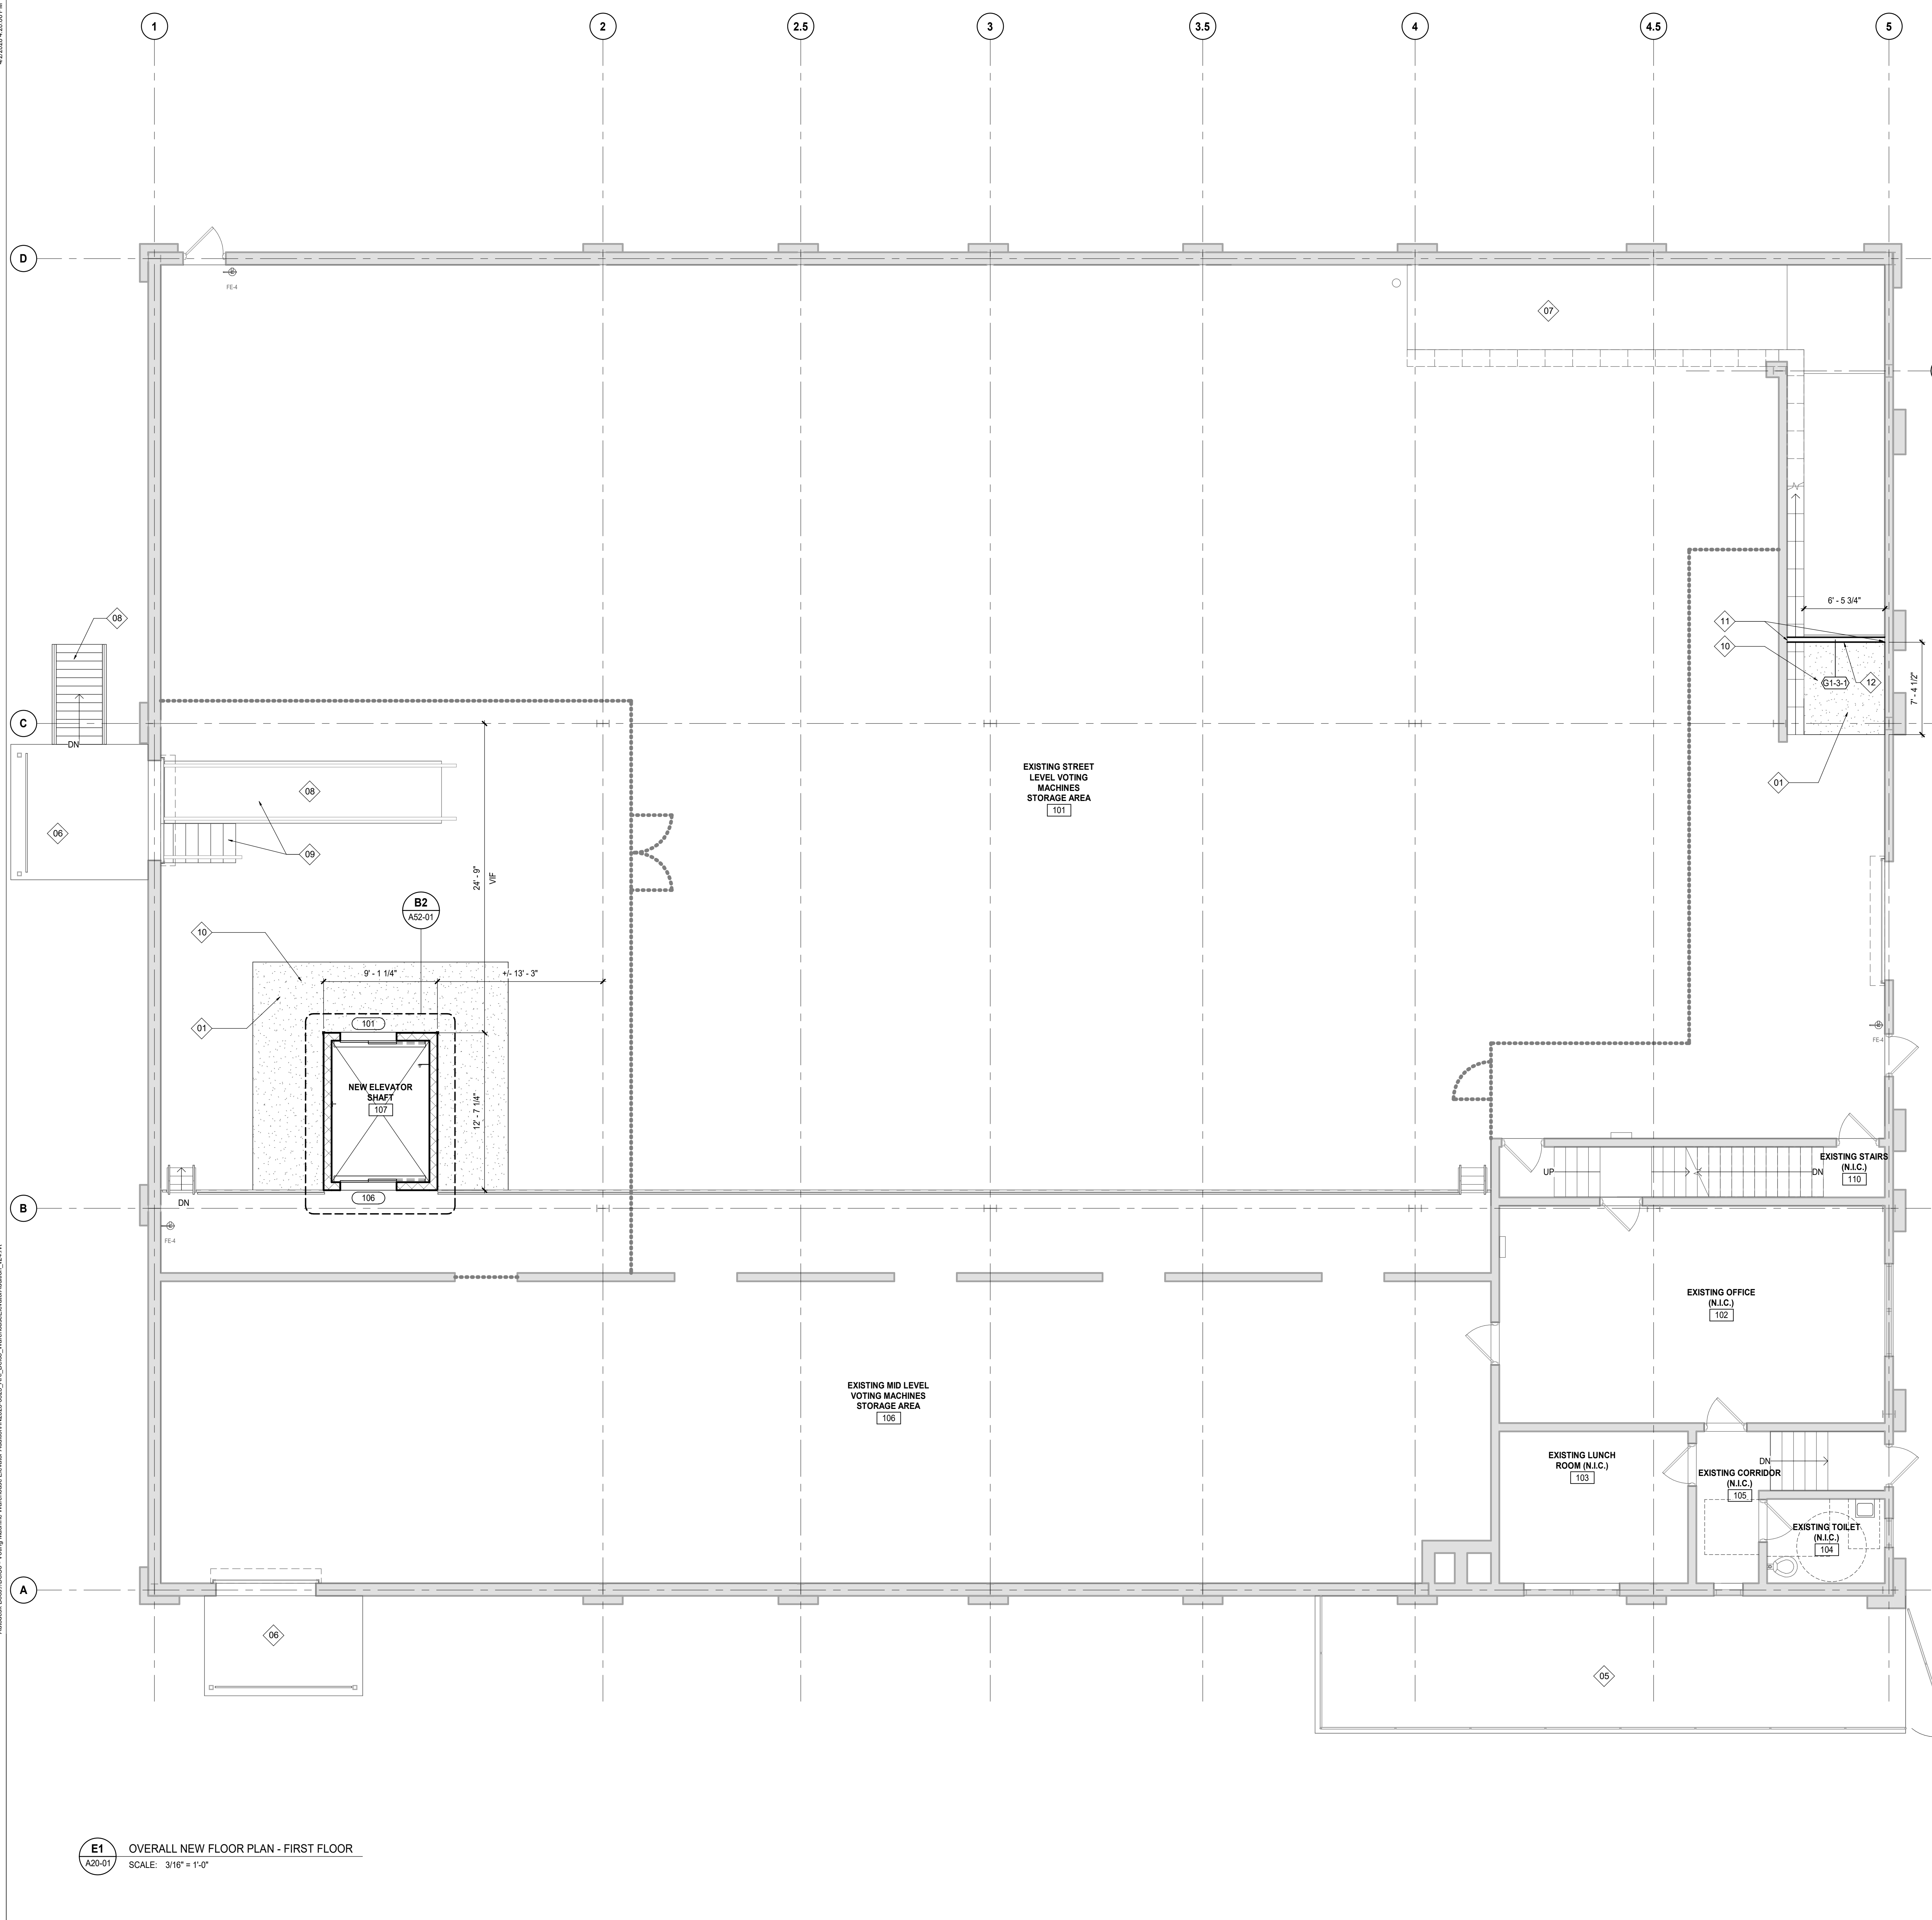 1
2
2.5
3
3.5
4
4.5
5
D
FE-4
07
08
6' - 5 3/4"
11
10
G1-3-1
12
7' - 4 1/2"
C
DN
EXISTING STREET
LEVEL VOTING
MACHINES
STORAGE AREA
101
01
08
06
09
24' - 9"
VIF
B2
A52-01
10
9' - 1 1/4"
+/- 13' - 3"
01
101
FE-4
NEW ELEVATOR
SHAFT
107
12' - 7 1/4"
UP
DN
EXISTING STAIRS
(N.I.C.)
110
106
DN
B
FE-4
EXISTING OFFICE
(N.I.C.)
102
EXISTING MID LEVEL
VOTING MACHINES
STORAGE AREA
106
EXISTING LUNCH
ROOM (N.I.C.)
103
DN
EXISTING CORRIDOR
(N.I.C.)
105
EXISTING TOILET
(N.I.C.)
104
A
06
05
E1
A20-01
OVERALL NEW FLOOR PLAN - FIRST FLOOR
SCALE: 3/16" = 1'-0"